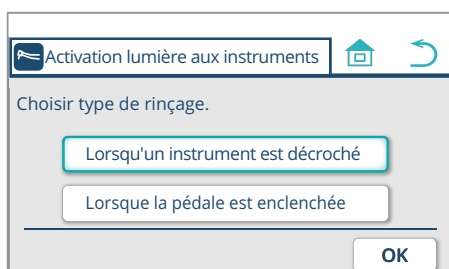 Activation lumière aux instruments
Choisir type de rinçage.
Lorsqu'un instrument est décroché
Lorsque la pédale est enclenchée
OK